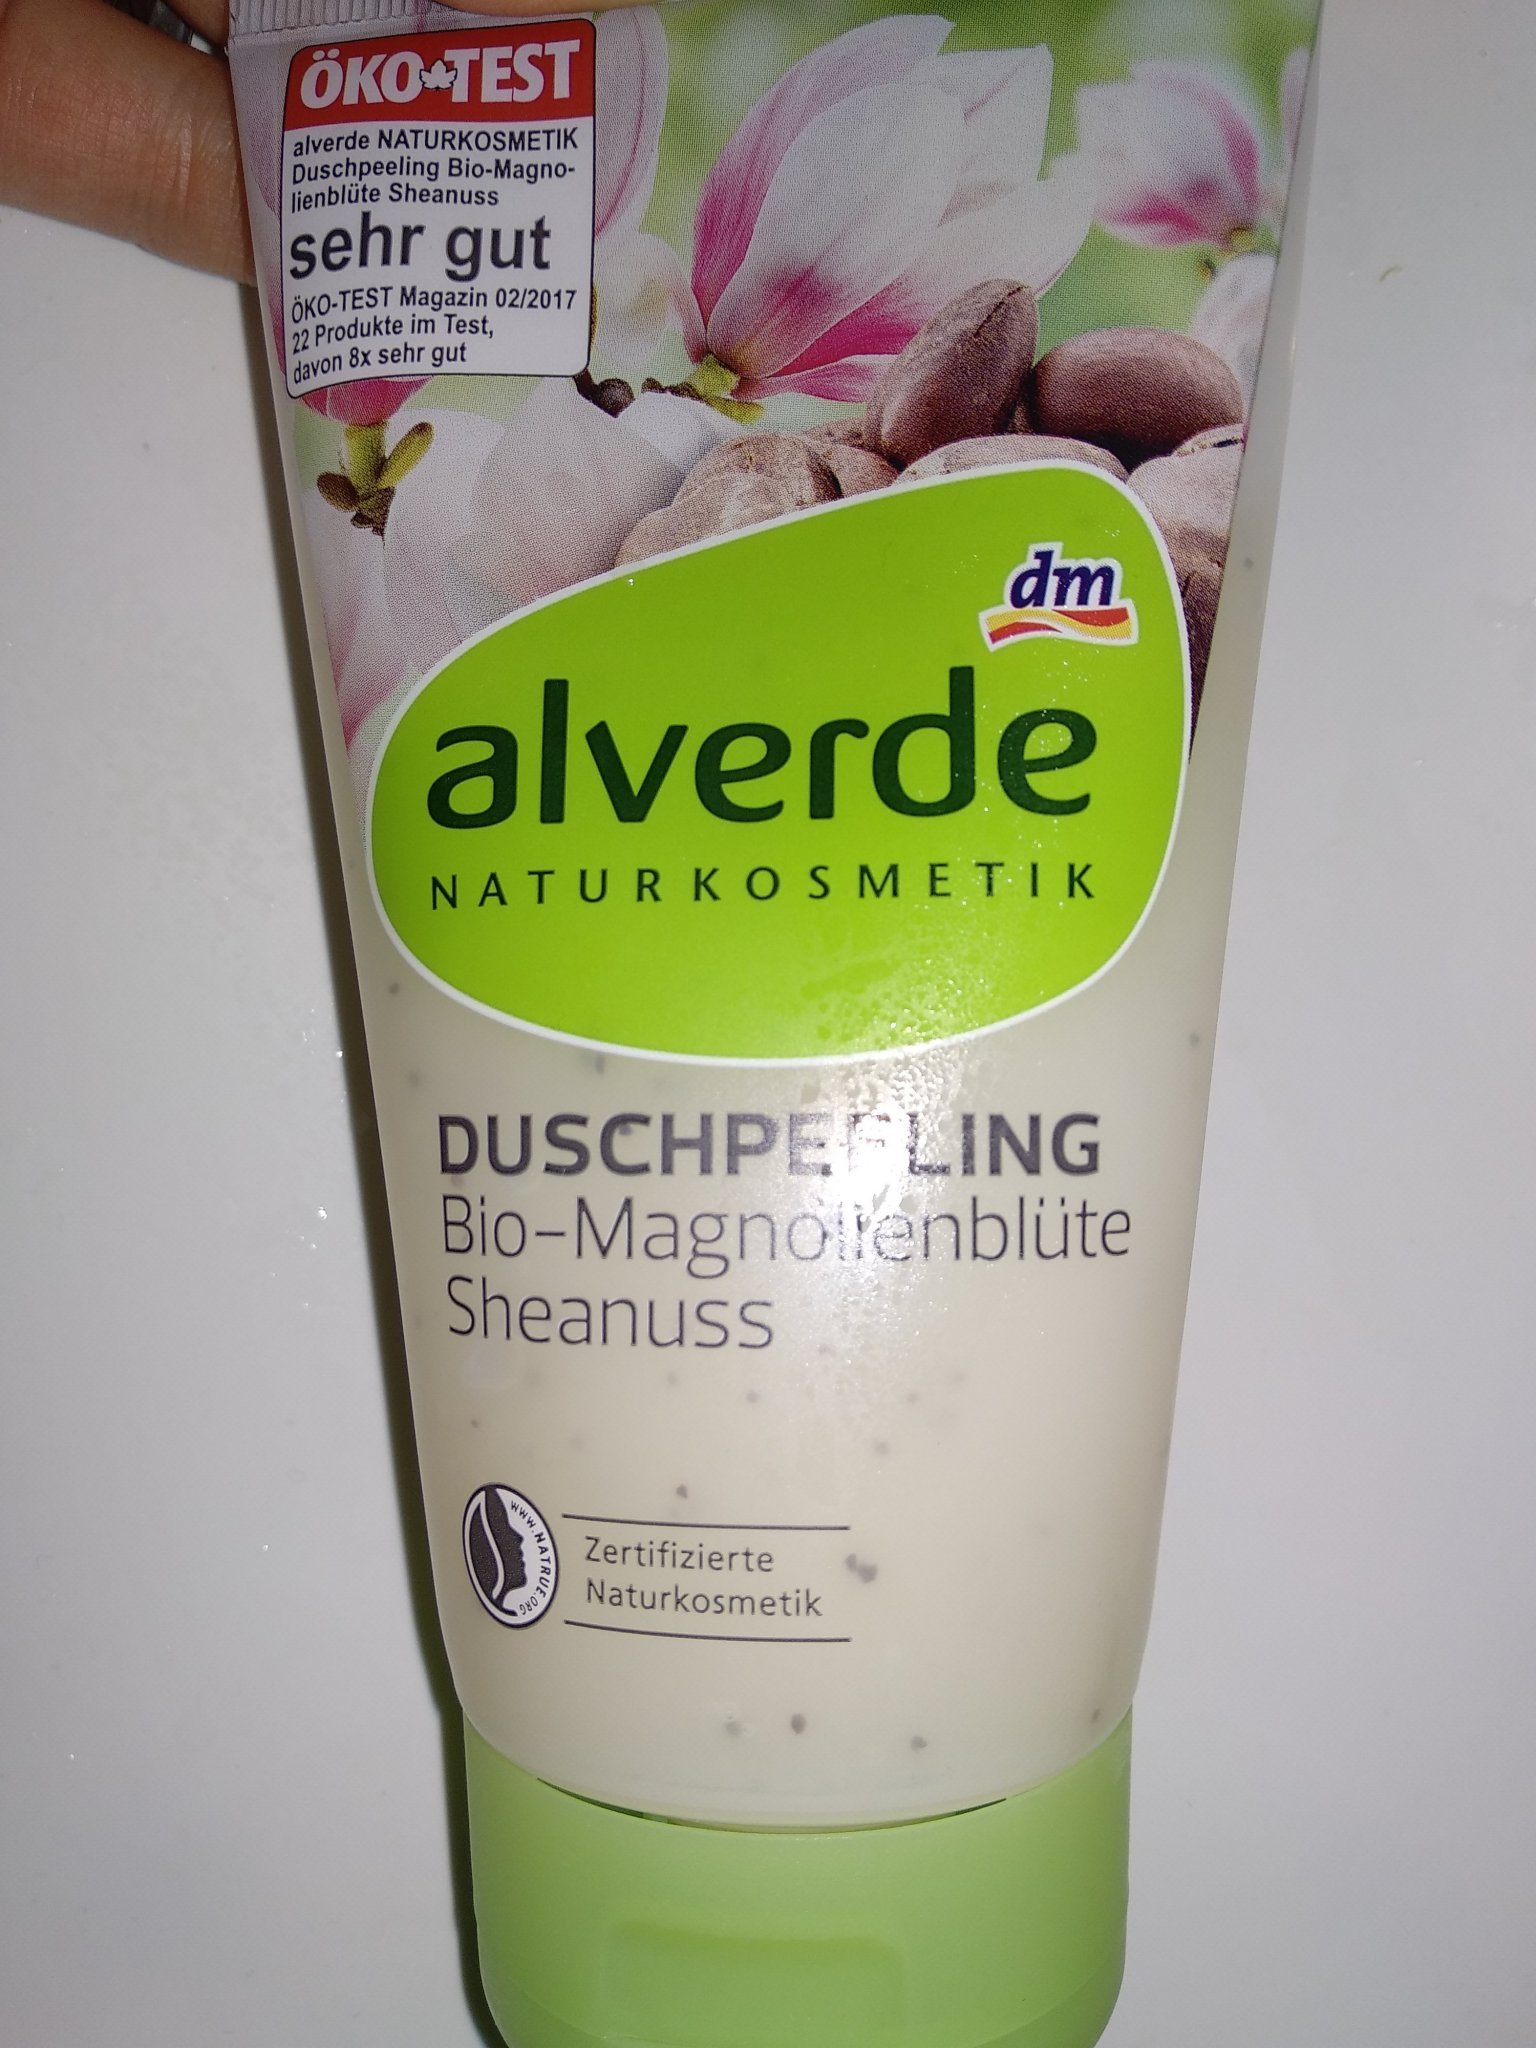 ÖKO-TEST
alverde NATURKOSMETIK
Duschpeeling Bio-Magno-
lienblüte Sheanuss
sehr gut
ÖKO-TEST Magazin 02/2017
22 Produkte im Test,
davon 8x sehr gut
dm
alverde
NATURKOSMETIK
DUSCHPEELING
Bio-Magnolienblüte
Sheanuss
WWW.NATRUE.ORG
Zertifizierte
Naturkosmetik